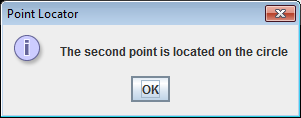 Point Locator
The second point is located on the circle
OK